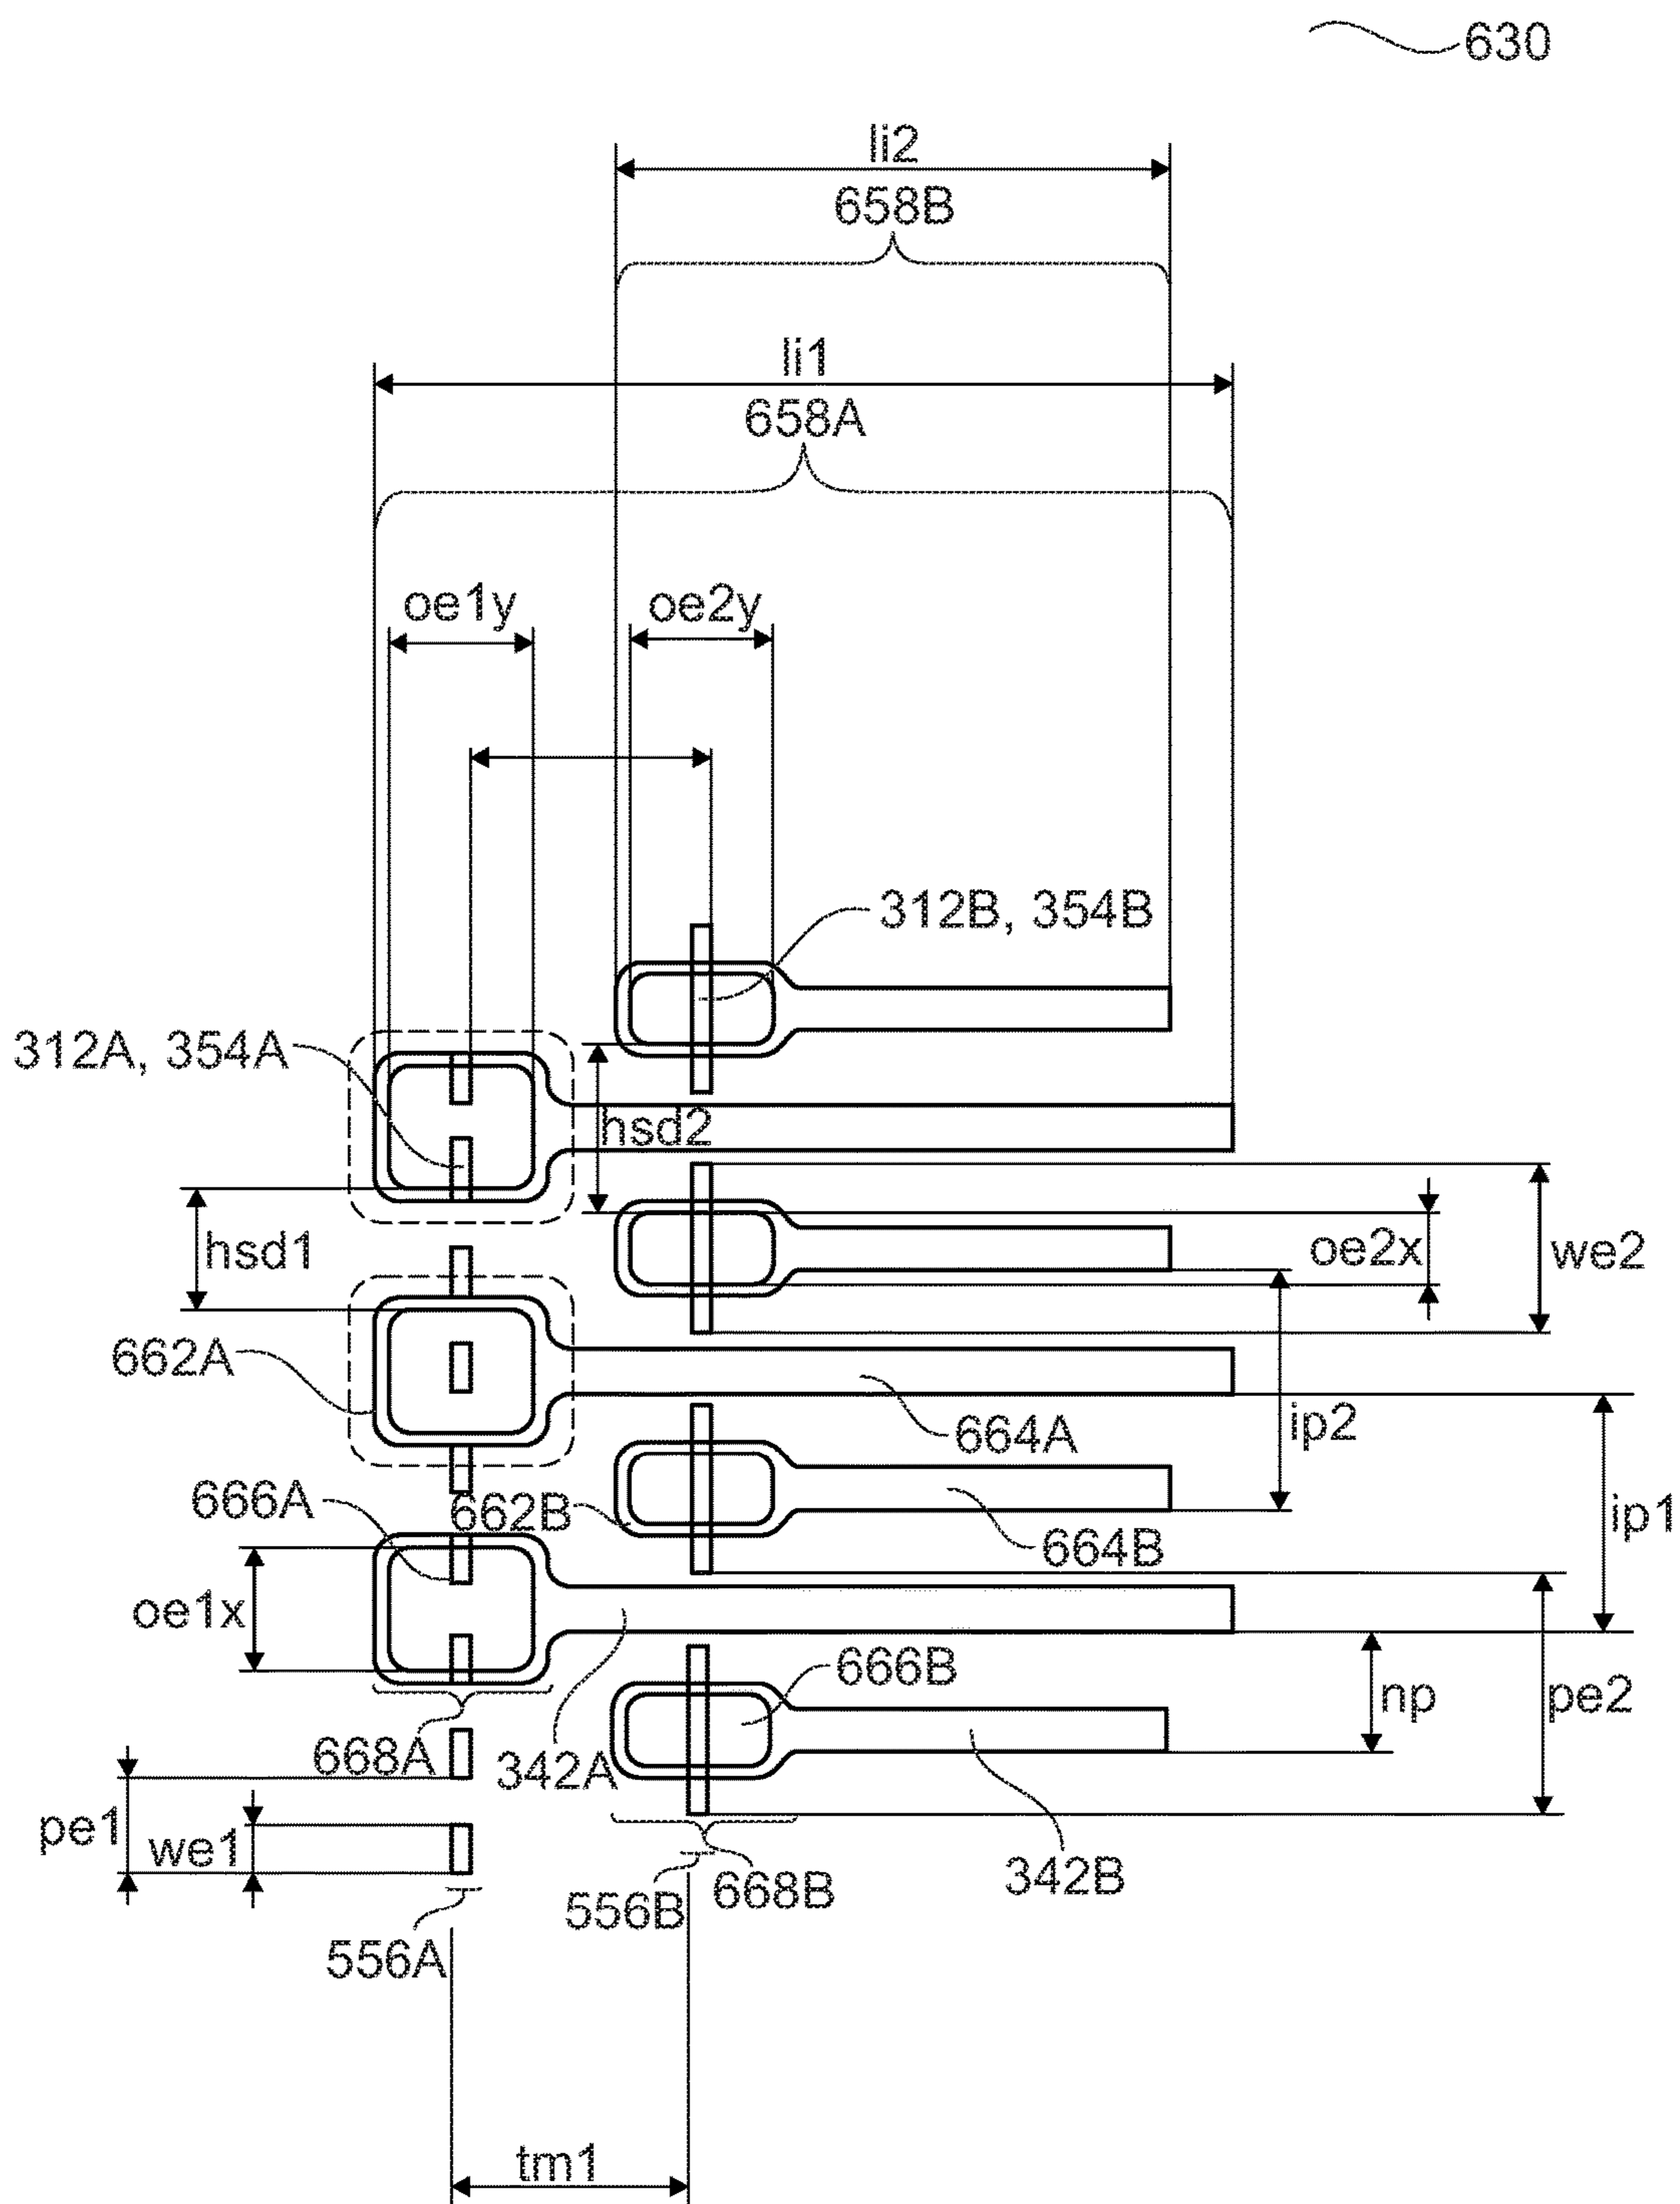 630
li2
658B
li1
658A
oe1y
oe2y
312B, 354B
312A, 354A
hsd2
hsd1
oe2x
we2
662A
664A
ip2
666A
662B
664B
ip1
oe1x
666B
np
pe2
668A
342A
pe1
we1
342B
668B
556B
556A
tm1